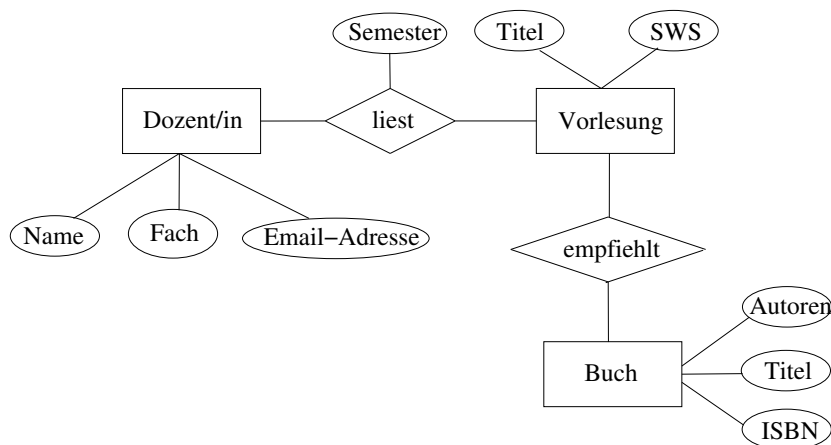 Semester
Titel
SWS
Dozent/in
liest
Vorlesung
Name
Fach
Email−Adresse
empfiehlt
Autoren
Buch
Titel
ISBN